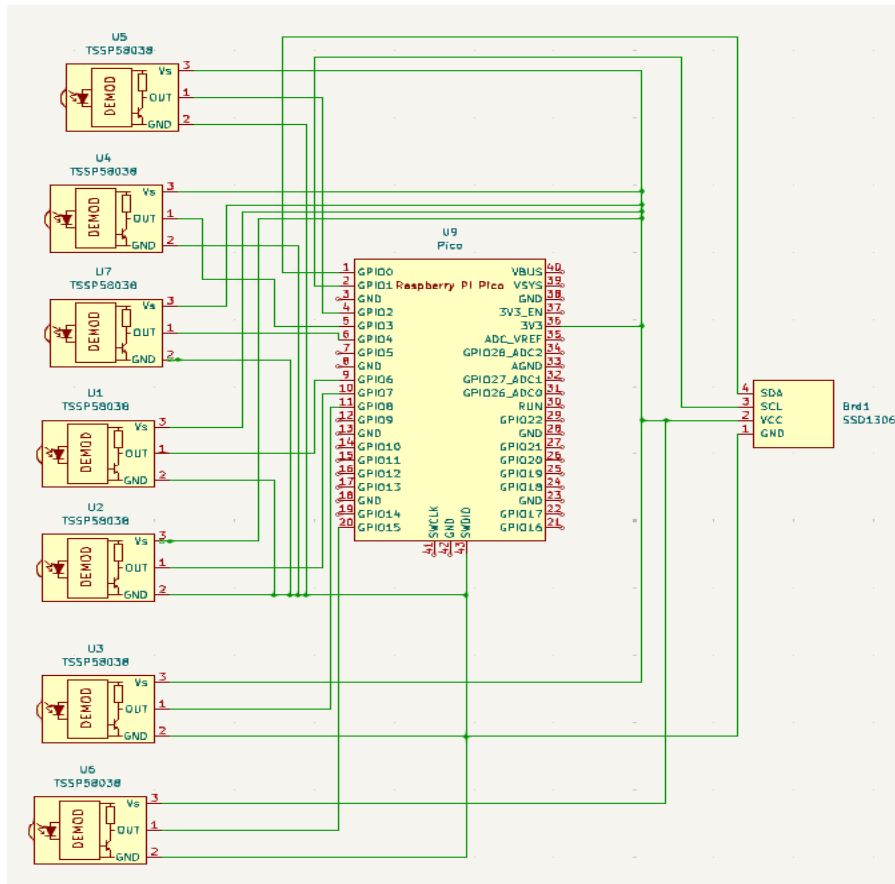 U5
TSSP58038
DEMOD
Vs 3
OUT 1
GND 2
U4
TSSP58038
DEMOD
Vs 3
OUT 1
GND 2
U7
TSSP58038
DEMOD
Vs 3
OUT 1
GND 2
U1
TSSP58038
DEMOD
Vs 3
OUT 1
GND 2
U2
TSSP58038
DEMOD
Vs 3
OUT 1
GND 2
U3
TSSP58038
DEMOD
Vs 3
OUT 1
GND 2
U6
TSSP58038
DEMOD
Vs 3
OUT 1
GND 2
U9
Pico
Raspberry Pi Pico
1 GPIO0
2 GPIO1
3 GND
4 GPIO2
5 GPIO3
6 GPIO4
7 GPIO5
8 GND
9 GPIO6
10 GPIO7
11 GPIO8
12 GPIO9
13 GND
14 GPIO10
15 GPIO11
16 GPIO12
17 GPIO13
18 GND
19 GPIO14
20 GPIO15
VBUS 40
VSYS 39
GND 38
3V3_EN 37
3V3 36
ADC_VREF 35
GPIO28_ADC2 34
AGND 33
GPIO27_ADC1 32
GPIO26_ADC0 31
RUN 30
GPIO22 29
GND 28
GPIO21 27
GPIO20 26
GPIO19 25
GPIO18 24
GND 23
GPIO17 22
GPIO16 21
SWCLK 41
GND 42
SWDIO 43
4 SDA
3 SCL
2 VCC
1 GND
Brd1
SSD1306